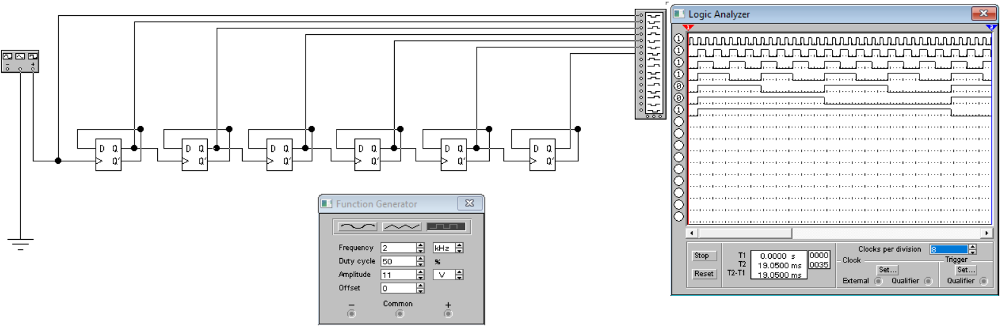 Logic Analyzer
1
2
1
1
1
1
0
0
1
D Q
Q'
D Q
Q'
D Q
Q'
D Q
Q'
D Q
Q'
D Q
Q'
Function Generator
Frequency 2 kHz
Duty cycle 50 %
Amplitude 11 V
Offset 0
− Common +
Stop
Reset
T1 0.0000 s 0000
T2 19.0500 ms 0035
T2-T1 19.0500 ms
Clocks per division 8
Clock
Set...
External Qualifier
Trigger
Set...
Qualifier